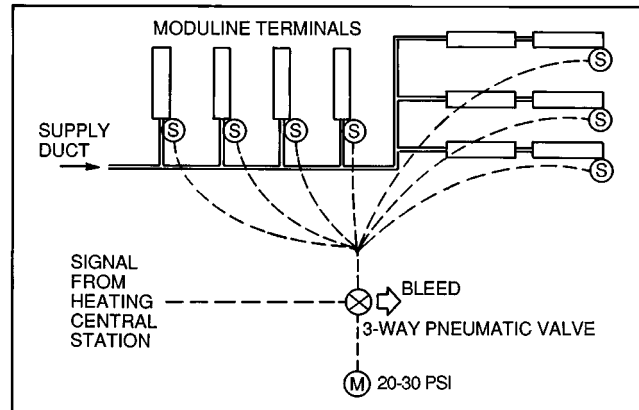 MODULINE TERMINALS
S
S
S
S
S
S
S
SUPPLY
DUCT
SIGNAL
FROM
HEATING
CENTRAL
STATION
BLEED
3-WAY PNEUMATIC VALVE
M 20-30 PSI